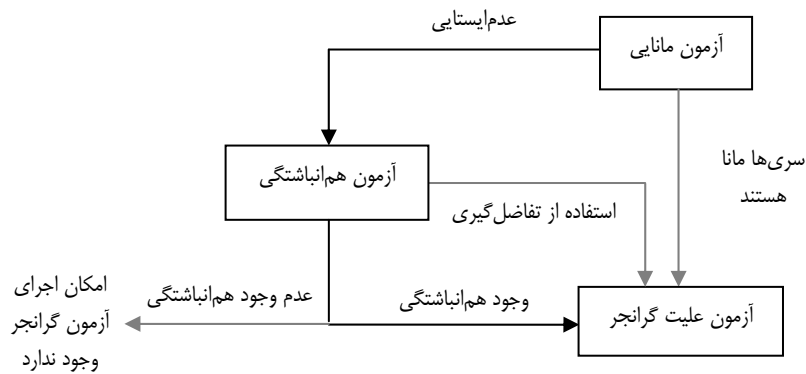 عدم‌ایستایی
آزمون مانایی
سری‌ها مانا
هستند
آزمون هم‌انباشتگی
استفاده از تفاضل‌گیری
وجود هم‌انباشتگی
عدم وجود هم‌انباشتگی
امکان اجرای
آزمون گرانجر
وجود ندارد
آزمون علیت گرانجر